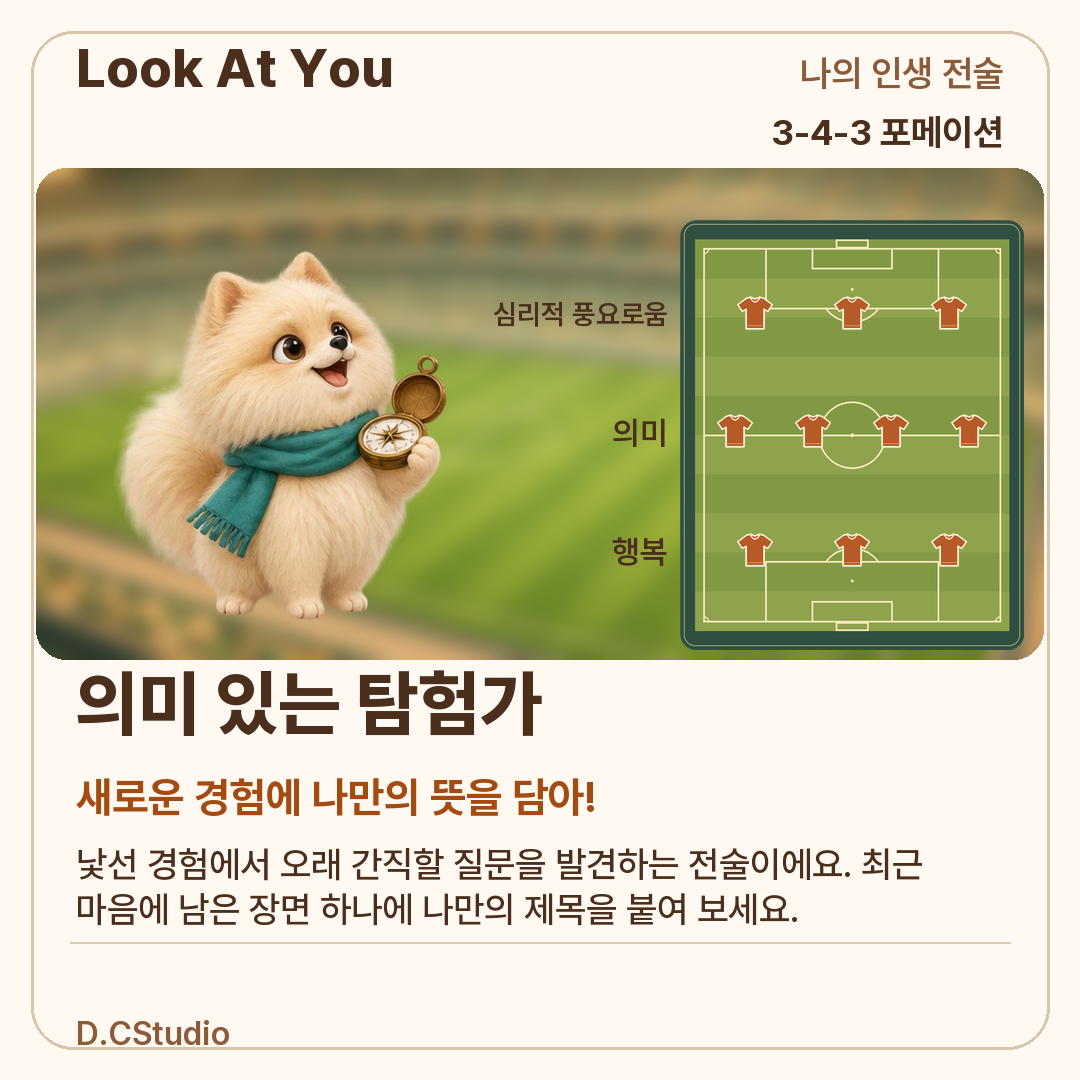 Look At You
나의 인생 전술
3-4-3 포메이션
심리적 풍요로움
의미
행복
의미 있는 탐험가
새로운 경험에 나만의 뜻을 담아!
낯선 경험에서 오래 간직할 질문을 발견하는 전술이에요. 최근
마음에 남은 장면 하나에 나만의 제목을 붙여 보세요.
D.CStudio